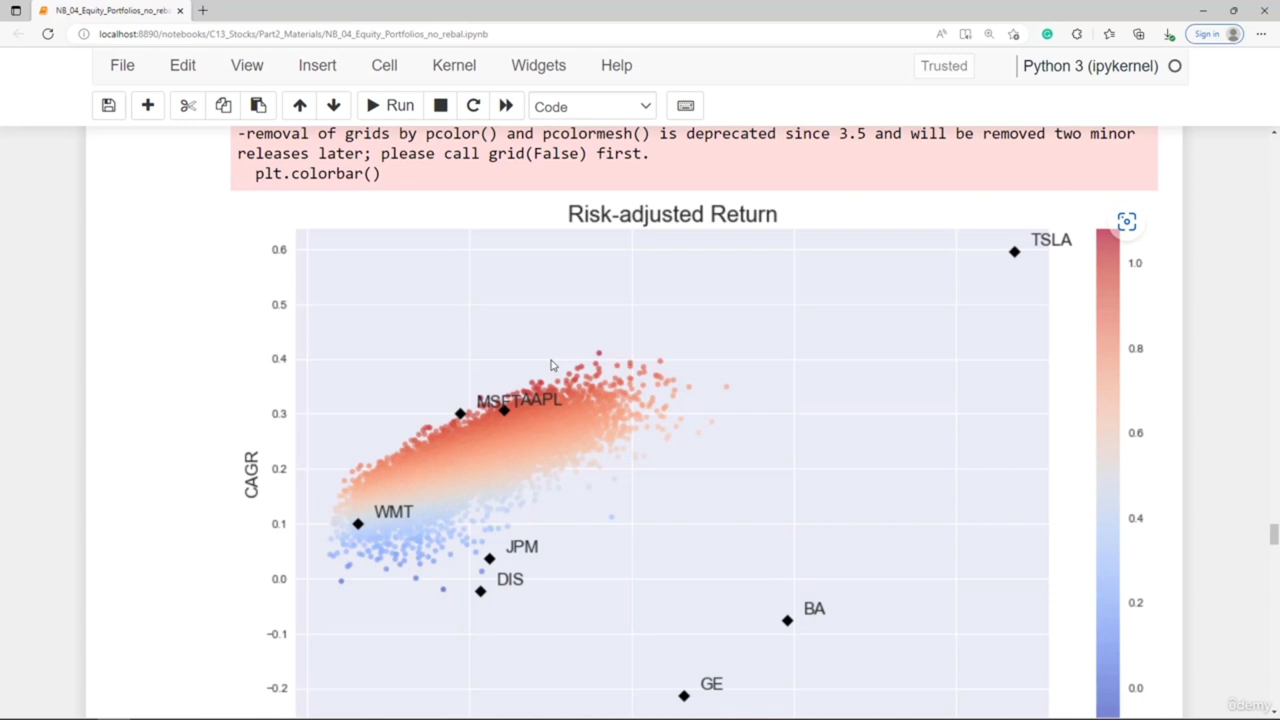 NB_04_Equity_Portfolios_no_reb
localhost:8890/notebooks/C13_Stocks/Part2_Materials/NB_04_Equity_Portfolios_no_rebal.ipynb
Sign in
File Edit View Insert Cell Kernel Widgets Help Trusted Python 3 (ipykernel)
Run Code
-removal of grids by pcolor() and pcolormesh() is deprecated since 3.5 and will be removed two minor
releases later; please call grid(False) first.
plt.colorbar()
Risk-adjusted Return
TSLA
0.6
0.5
0.4
0.3
0.2
0.1
0.0
−0.1
−0.2
CAGR
MSFT
AAPL
WMT
JPM
DIS
BA
GE
1.0
0.8
0.6
0.4
0.2
0.0
ûdemy